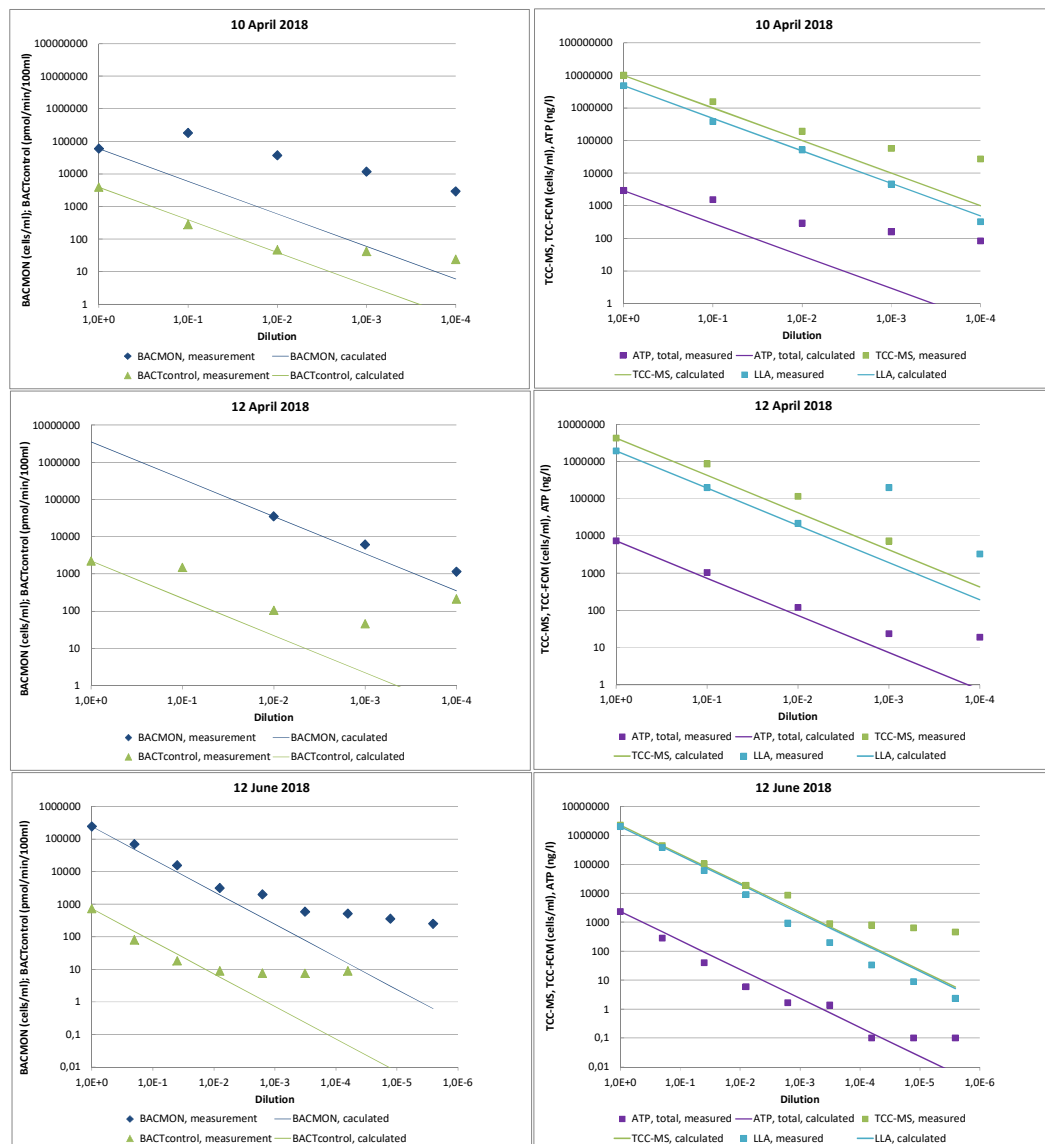 10 April 2018
BACMON (cells/ml); BACTcontrol (pmol/min/100ml)
100000000
10000000
1000000
100000
10000
1000
100
10
1
1,0E+0 1,0E-1 1,0E-2 1,0E-3 1,0E-4
Dilution
BACMON, measurement BACMON, caculated
BACTcontrol, measurement BACTcontrol, calculated
10 April 2018
TCC-MS, TCC-FCM (cells/ml), ATP (ng/l)
100000000
10000000
1000000
100000
10000
1000
100
10
1
1,0E+0 1,0E-1 1,0E-2 1,0E-3 1,0E-4
Dilution
ATP, total, measured ATP, total, calculated TCC-MS, measured
TCC-MS, calculated LLA, measured LLA, calculated
12 April 2018
BACMON (cells/ml); BACTcontrol (pmol/min/100ml)
10000000
1000000
100000
10000
1000
100
10
1
1,0E+0 1,0E-1 1,0E-2 1,0E-3 1,0E-4
Dilution
BACMON, measurement BACMON, caculated
BACTcontrol, measurement BACTcontrol, calculated
12 April 2018
TCC-MS, TCC-FCM (cells/ml), ATP (ng/l)
10000000
1000000
100000
10000
1000
100
10
1
1,0E+0 1,0E-1 1,0E-2 1,0E-3 1,0E-4
Dilution
ATP, total, measured ATP, total, calculated TCC-MS, measured
TCC-MS, calculated LLA, measured LLA, calculated
12 June 2018
BACMON (cells/ml); BACTcontrol (pmol/min/100ml)
1000000
100000
10000
1000
100
10
1
0,1
0,01
1,0E+0 1,0E-1 1,0E-2 1,0E-3 1,0E-4 1,0E-5 1,0E-6
Dilution
BACMON, measurement BACMON, caculated
BACTcontrol, measurement BACTcontrol, calculated
12 June 2018
TCC-MS, TCC-FCM (cells/ml), ATP (ng/l)
10000000
1000000
100000
10000
1000
100
10
1
0,1
0,01
1,0E+0 1,0E-1 1,0E-2 1,0E-3 1,0E-4 1,0E-5 1,0E-6
Dilution
ATP, total, measured ATP, total, calculated TCC-MS, measured
TCC-MS, calculated LLA, measured LLA, calculated